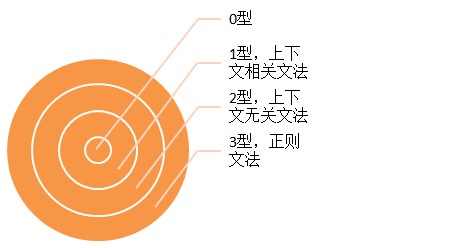 0型
1型，上下
文相关文法
2型，上下
文无关文法
3型，正则
文法